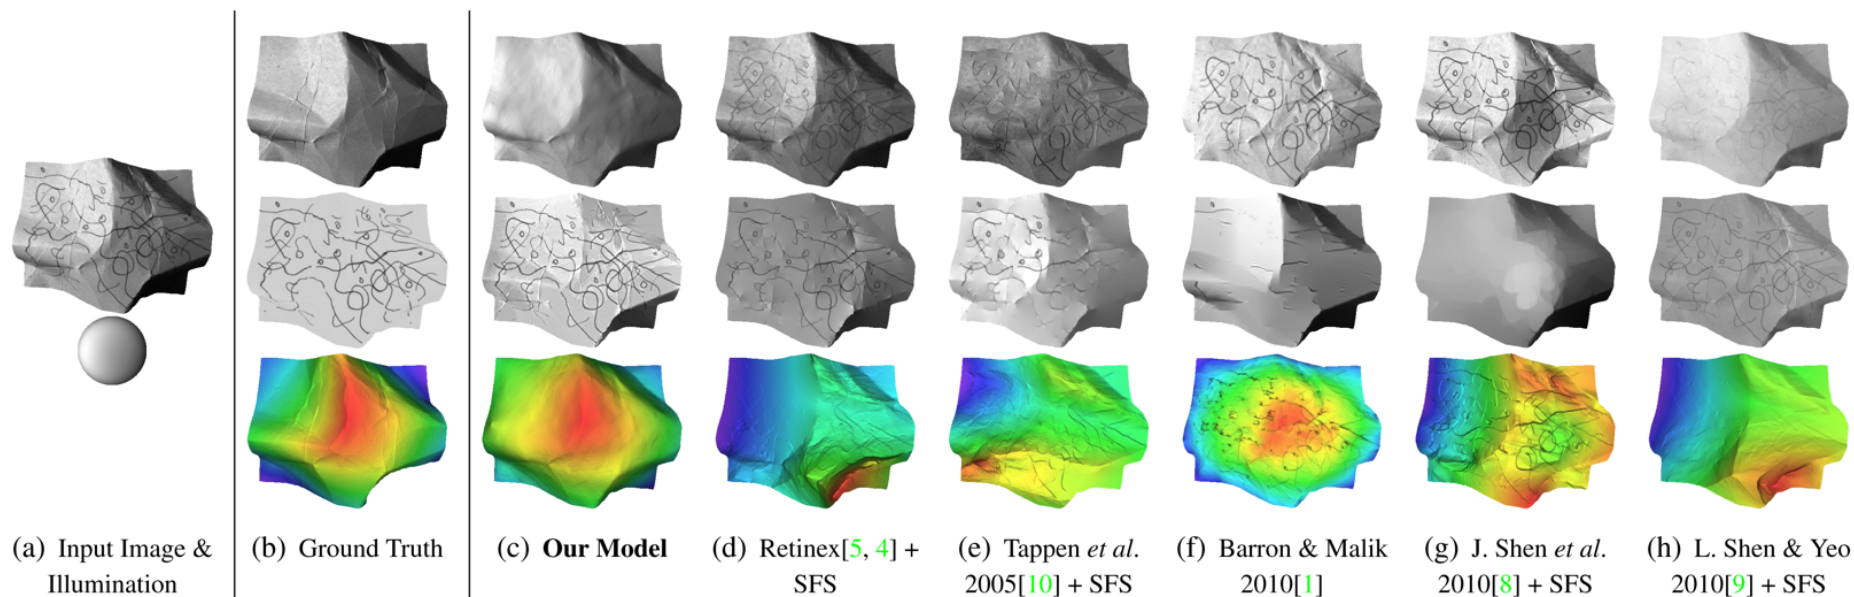 (a) Input Image &
Illumination
(b) Ground Truth
(c) Our Model
(d) Retinex[5, 4] +
SFS
(e) Tappen et al.
2005[10] + SFS
(f) Barron & Malik
2010[1]
(g) J. Shen et al.
2010[8] + SFS
(h) L. Shen & Yeo
2010[9] + SFS